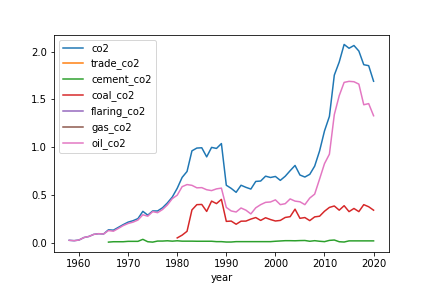 co2
trade_co2
cement_co2
coal_co2
flaring_co2
gas_co2
oil_co2
2.0
1.5
1.0
0.5
0.0
1960 1970 1980 1990 2000 2010 2020
year